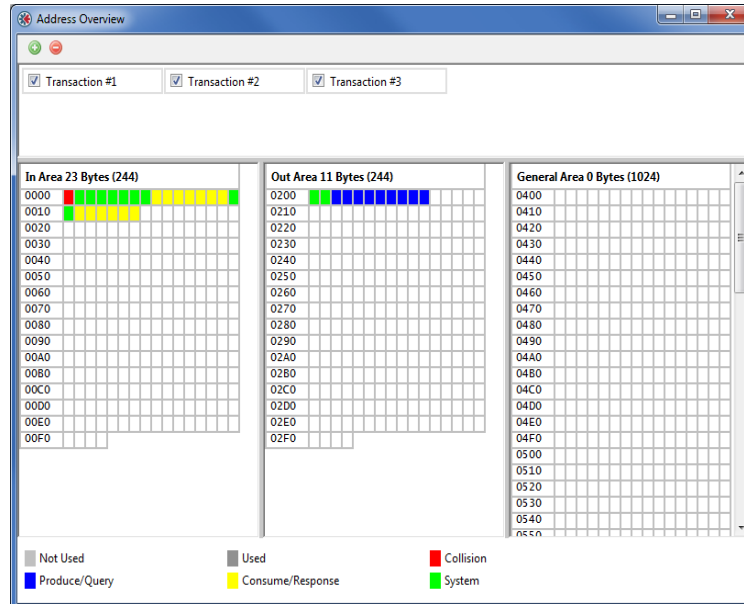 Address Overview
Transaction #1 Transaction #2 Transaction #3
In Area 23 Bytes (244)
0000
0010
0020
0030
0040
0050
0060
0070
0080
0090
00A0
00B0
00C0
00D0
00E0
00F0
Out Area 11 Bytes (244)
0200
0210
0220
0230
0240
0250
0260
0270
0280
0290
02A0
02B0
02C0
02D0
02E0
02F0
General Area 0 Bytes (1024)
0400
0410
0420
0430
0440
0450
0460
0470
0480
0490
04A0
04B0
04C0
04D0
04E0
04F0
0500
0510
0520
0530
0540
0550
Not Used Used Collision
Produce/Query Consume/Response System